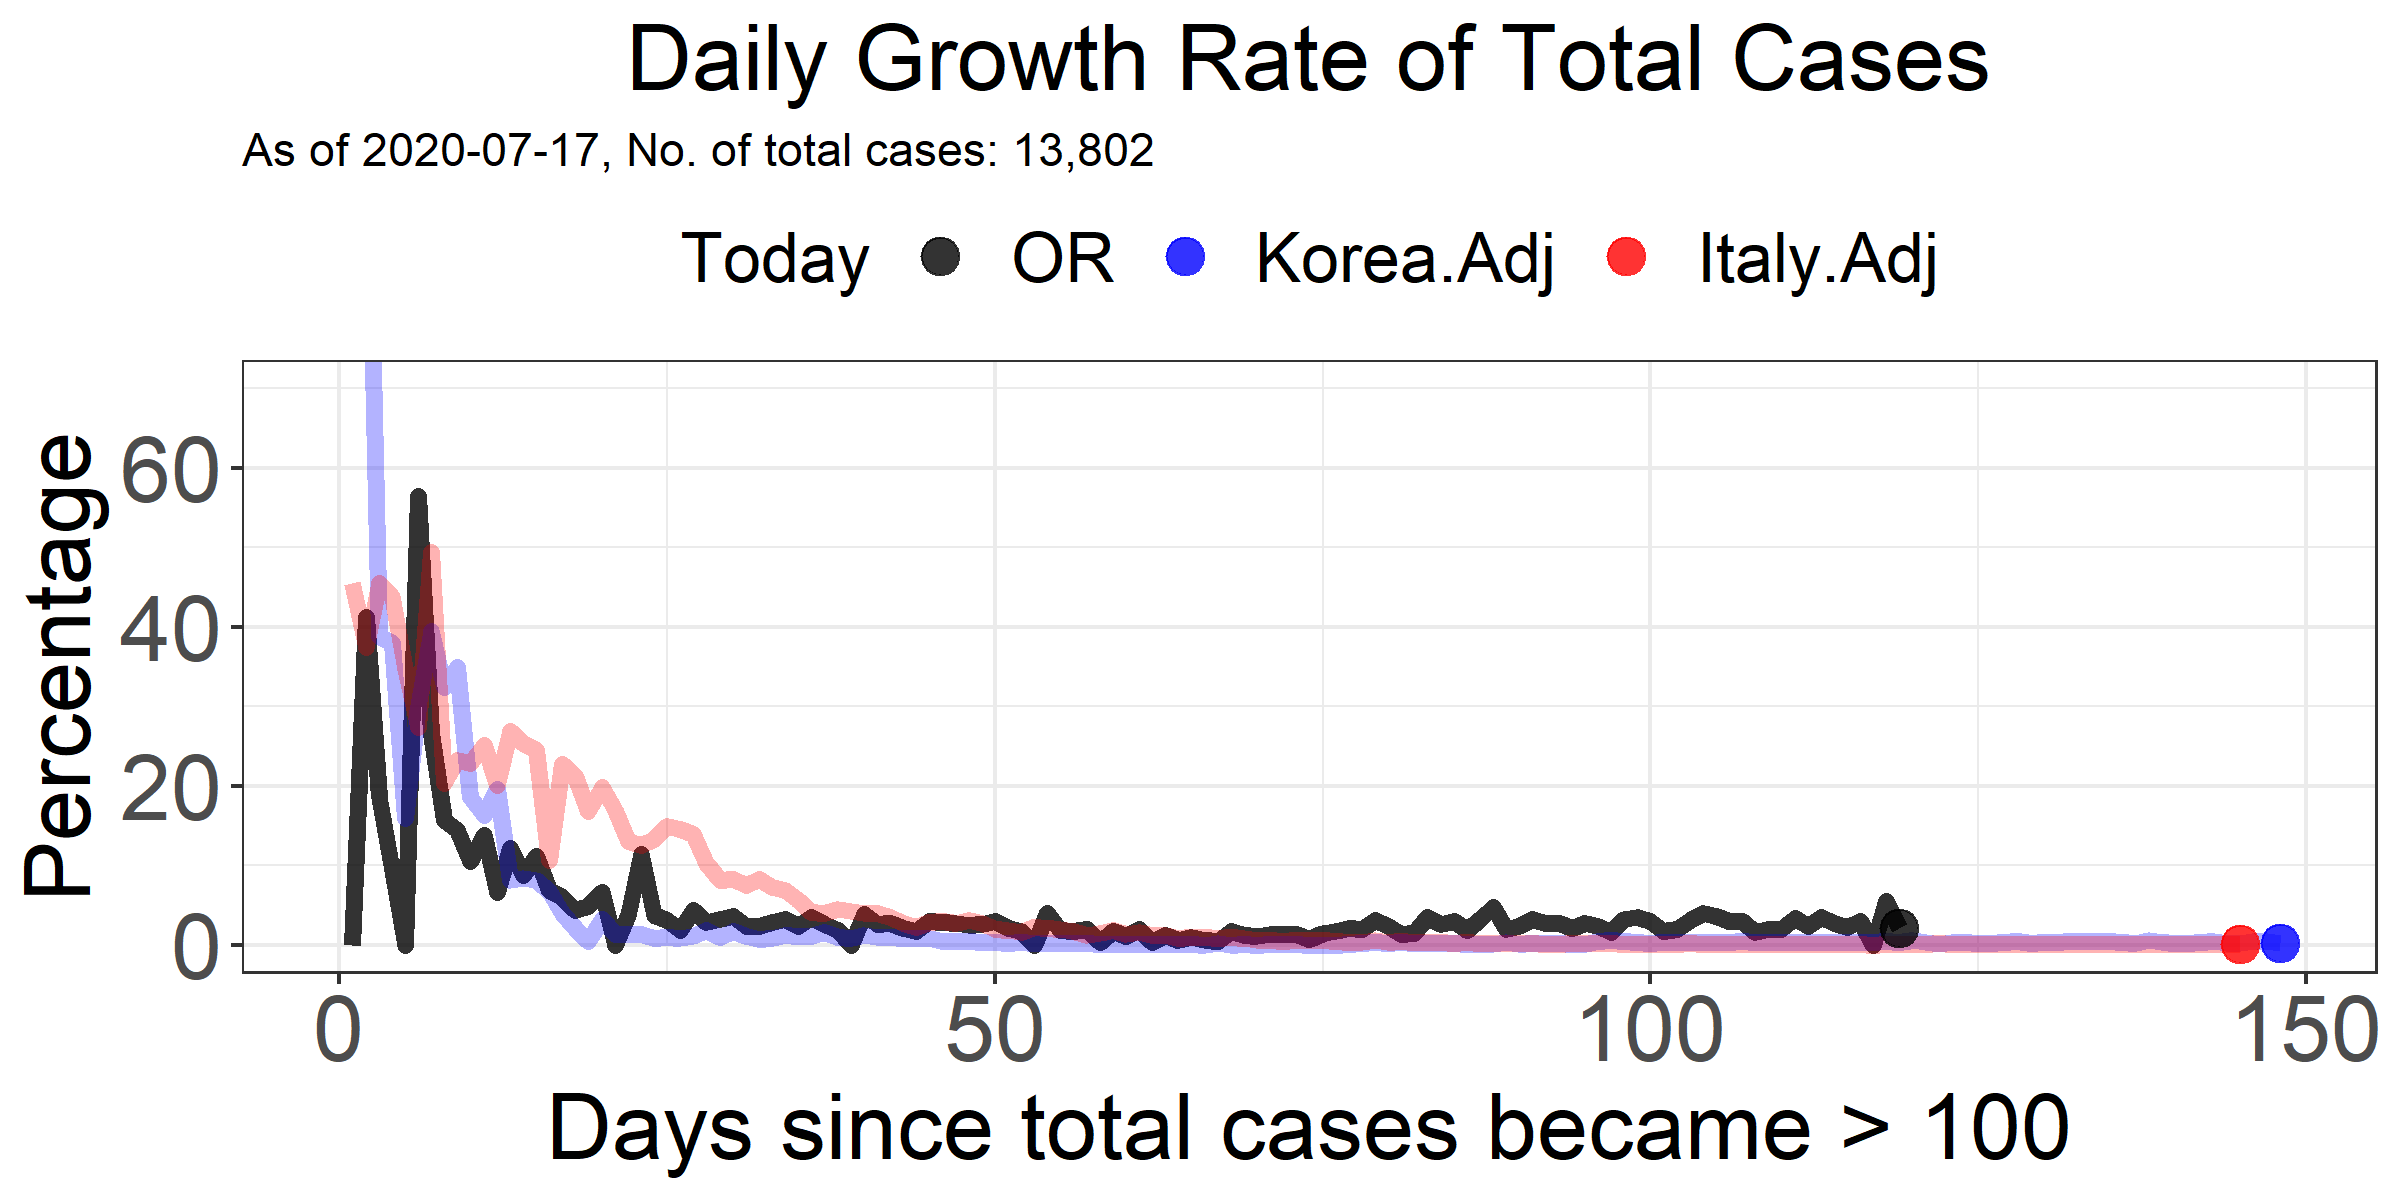 Daily Growth Rate of Total Cases
As of 2020-07-17, No. of total cases: 13,802
Today OR Korea.Adj Italy.Adj
Percentage
60
40
20
0
0 50 100 150
Days since total cases became > 100